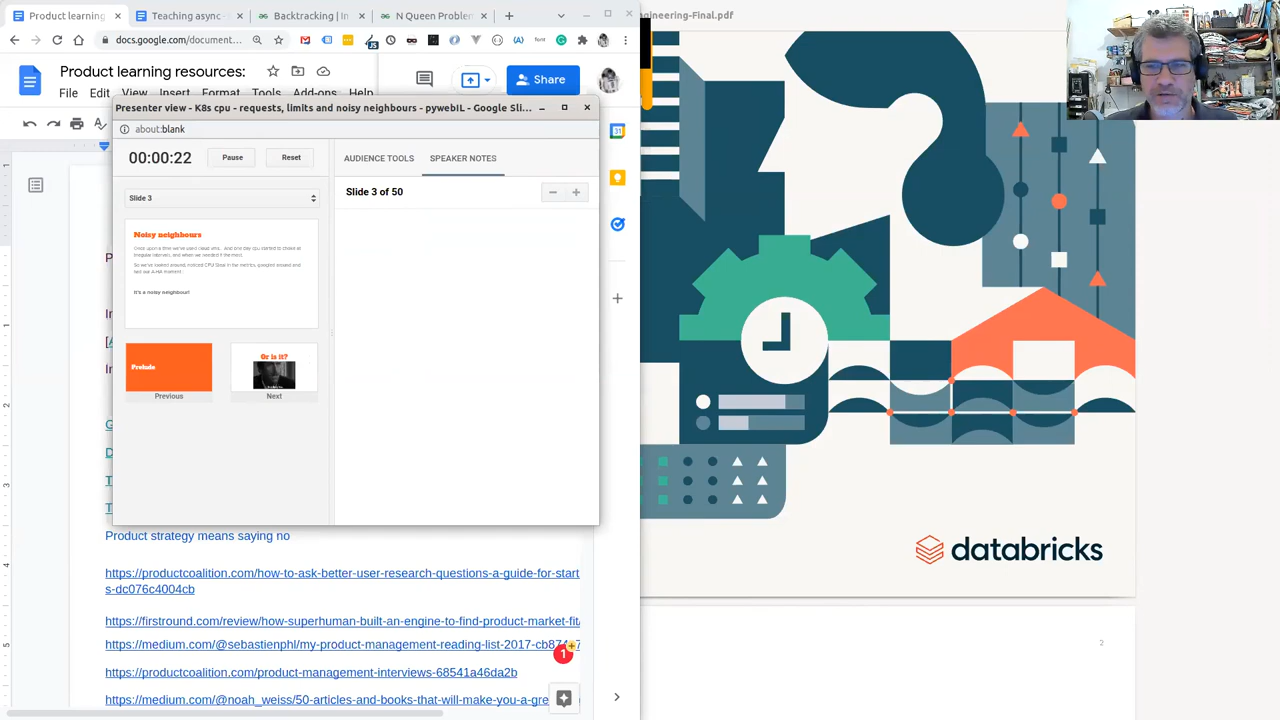 Product learning
Teaching async -
Backtracking | In
N Queen Problem
docs.google.com/document...
Product learning resources:
File
Edit
View
Insert
Format
Tools
Add-ons
Help
Share
Presenter view - K8s cpu - requests, limits and noisy neighbours - pywebIL - Google Sli...
about:blank
00:00:22
Pause
Reset
AUDIENCE TOOLS
SPEAKER NOTES
Slide 3
Slide 3 of 50
Noisy neighbours
It's a noisy neighbour!
Prelude
Or is it?
Previous
Next
Product strategy means saying no
https://productcoalition.com/how-to-ask-better-user-research-questions-a-guide-for-start
s-dc076c4004cb
https://firstround.com/review/how-superhuman-built-an-engine-to-find-product-market-fit/
https://medium.com/@sebastienphl/my-product-management-reading-list-2017-cb87
1
https://productcoalition.com/product-management-interviews-68541a46da2b
https://medium.com/@noah_weiss/50-articles-and-books-that-will-make-you-a-gre
ngineering-Final.pdf
databricks
2